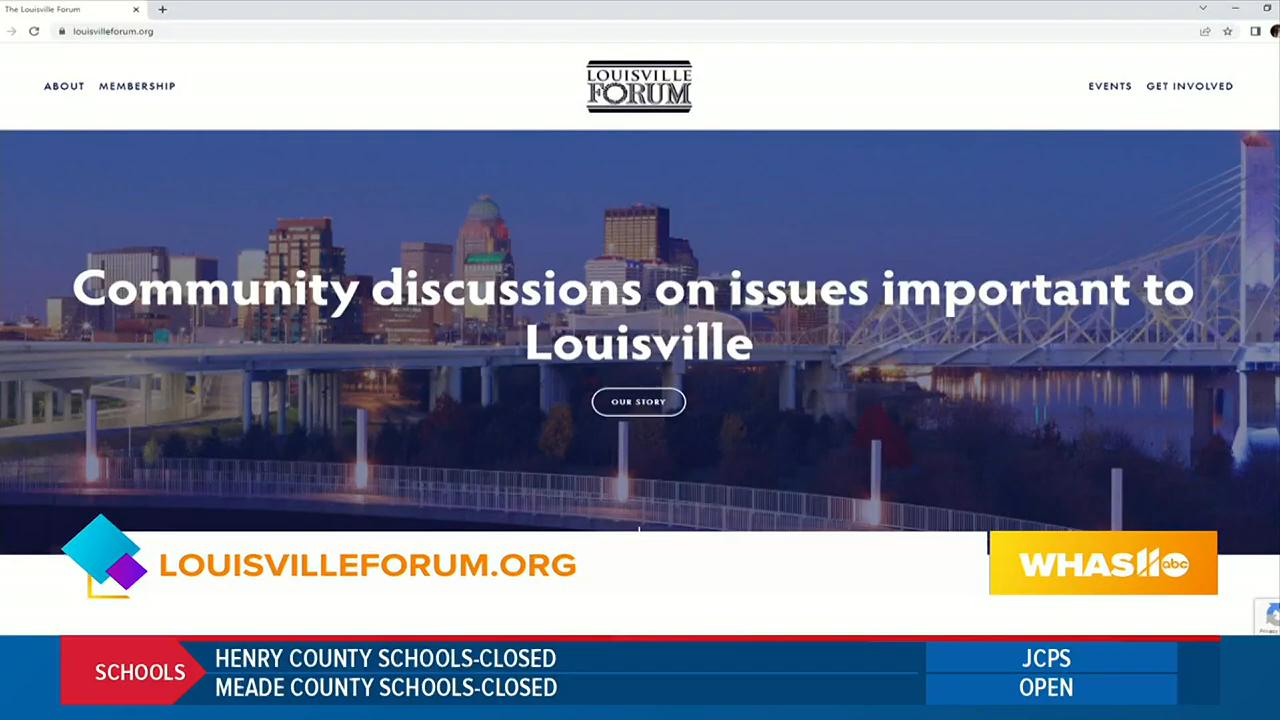 The Louisville Forum
louisvilleforum.org
ABOUT MEMBERSHIP
LOUISVILLE
FORUM
EVENTS GET INVOLVED
Community discussions on issues important to
Louisville
OUR STORY
LOUISVILLEFORUM.ORG
WHAS11 abc
Privacy
SCHOOLS
HENRY COUNTY SCHOOLS-CLOSED
MEADE COUNTY SCHOOLS-CLOSED
JCPS
OPEN